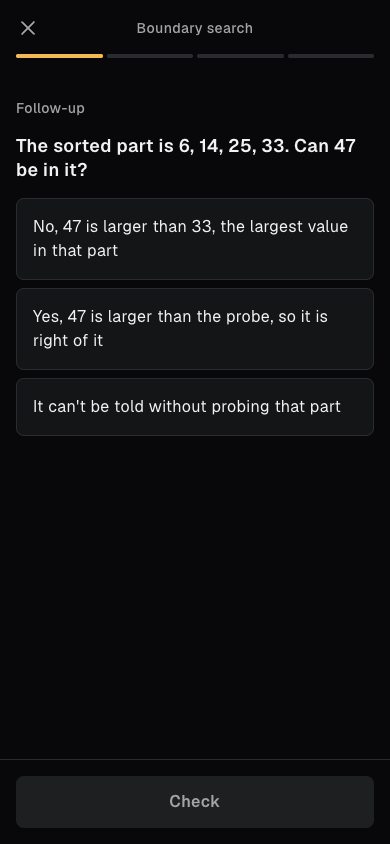 Boundary search
Follow-up
The sorted part is 6, 14, 25, 33. Can 47
be in it?
No, 47 is larger than 33, the largest value
in that part
Yes, 47 is larger than the probe, so it is
right of it
It can't be told without probing that part
Check